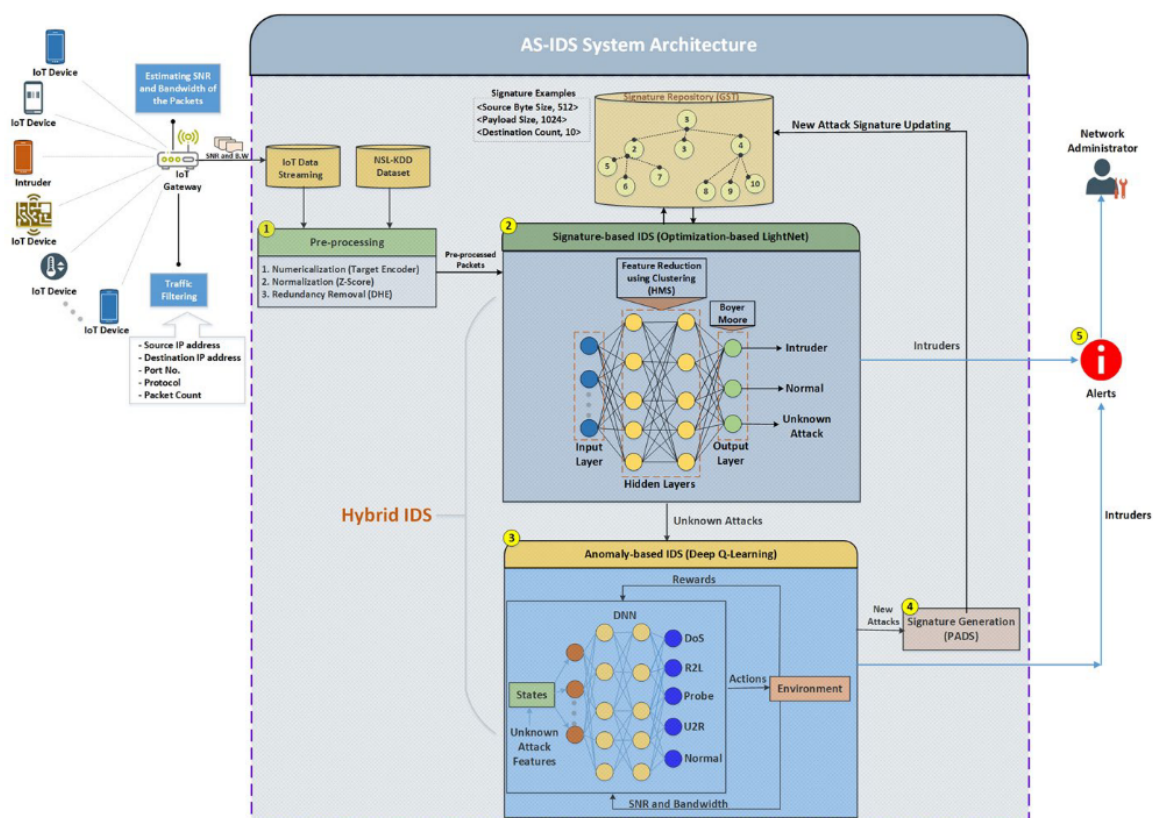 AS-IDS System Architecture
IoT Device
Estimating SNR
and Bandwidth of
the Packets
IoT Device
Intruder
IoT
Gateway
SNR and B.W
IoT Device
IoT Device
IoT Device
Traffic
Filtering
- Source IP address
- Destination IP address
- Port No.
- Protocol
- Packet Count
IoT Data
Streaming
NSL-KDD
Dataset
Signature Examples
<Source Byte Size, 512>
<Payload Size, 1024>
<Destination Count, 10>
Signature Repository (GST)
3
2
3
4
5
6
7
8
9
10
New Attack Signature Updating
Network
Administrator
1
Pre-processing
1. Numericalization (Target Encoder)
2. Normalization (Z-Score)
3. Redundancy Removal (DHE)
Pre-processed
Packets
2
Signature-based IDS (Optimization-based LightNet)
Feature Reduction
using Clustering
(HMS)
Boyer
Moore
Intruder
Normal
Unknown
Attack
Input
Layer
Output
Layer
Hidden Layers
Intruders
5
i
Alerts
Hybrid IDS
Unknown Attacks
Intruders
3
Anomaly-based IDS (Deep Q-Learning)
Rewards
DNN
DoS
R2L
Probe
U2R
Normal
States
Unknown
Attack
Features
Actions
Environment
SNR and Bandwidth
New
Attacks
4
Signature Generation
(PADS)